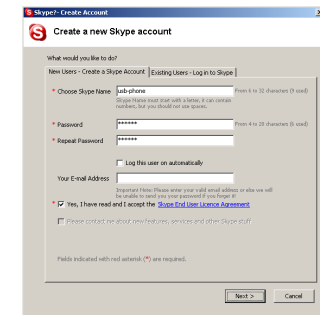 Skype?- Create Account
Create a new Skype account
What would you like to do?
New Users - Create a Skype Account
Existing Users - Log in to Skype
* Choose Skype Name
usb-phone
From 6 to 32 characters (9 used)
Skype Name must start with a letter, it can contain
numbers, but you should not use spaces.
* Password
******
From 4 to 20 characters (6 used)
* Repeat Password
******
Log this user on automatically
Your E-mail Address
Important Note: Please enter your valid email address or else we will
be unable to send you your password if you forget it!
* Yes, I have read and I accept the Skype End User Licence Agreement
Please contact me about new features, services and other Skype stuff
Fields indicated with red asterisk (*) are required.
Next >
Cancel